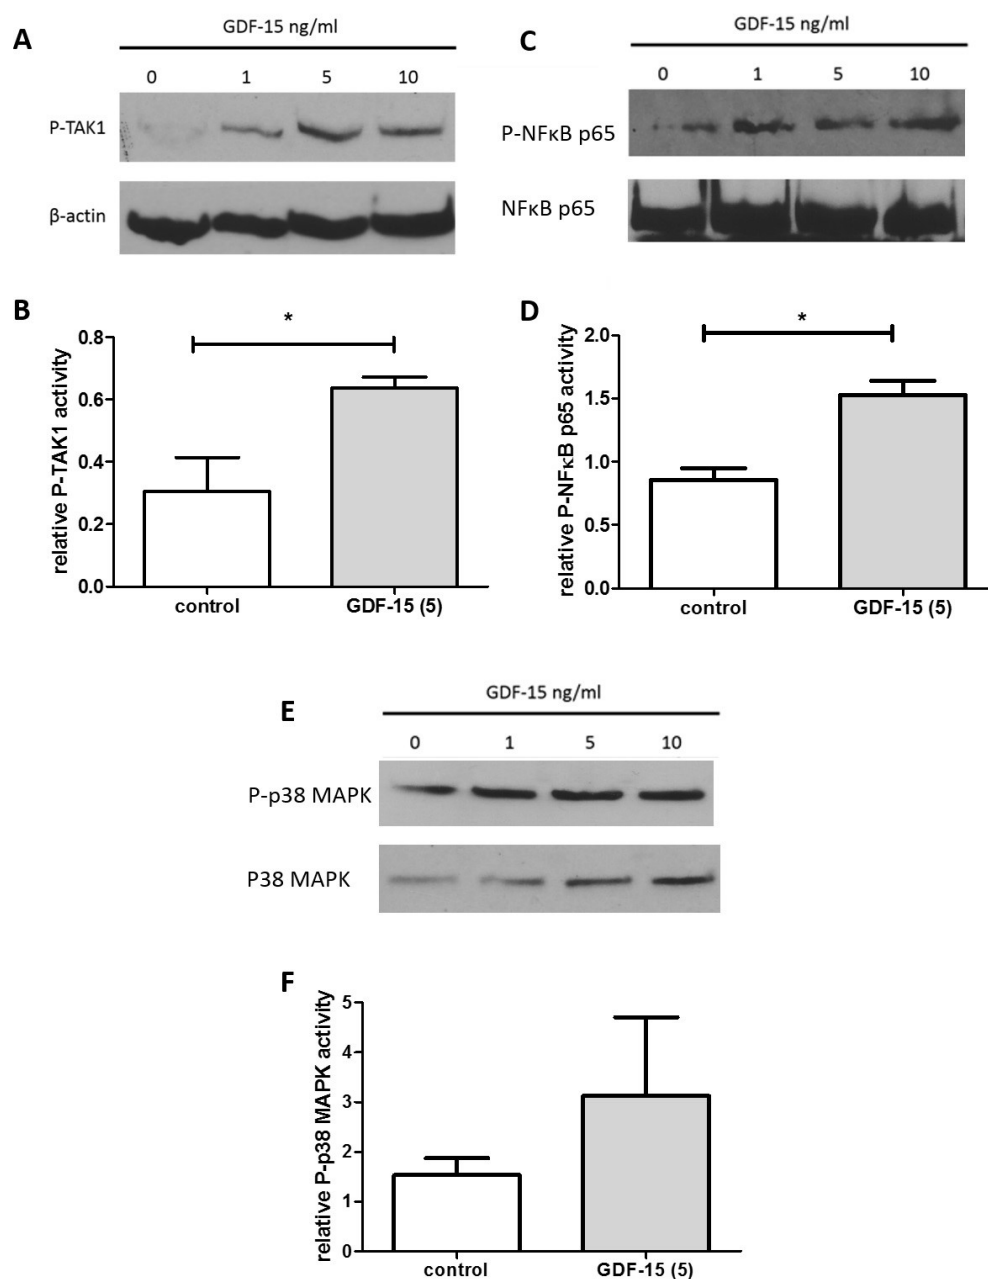 A
GDF-15 ng/ml
0 1 5 10
P-TAK1
β-actin
C
GDF-15 ng/ml
0 1 5 10
P-NFκB p65
NFκB p65
B
*
relative P-TAK1 activity
0.8
0.6
0.4
0.2
0.0
control GDF-15 (5)
D
*
relative P-NFκB p65 activity
2.0
1.5
1.0
0.5
0.0
control GDF-15 (5)
E
GDF-15 ng/ml
0 1 5 10
P-p38 MAPK
P38 MAPK
F
relative P-p38 MAPK activity
5
4
3
2
1
0
control GDF-15 (5)